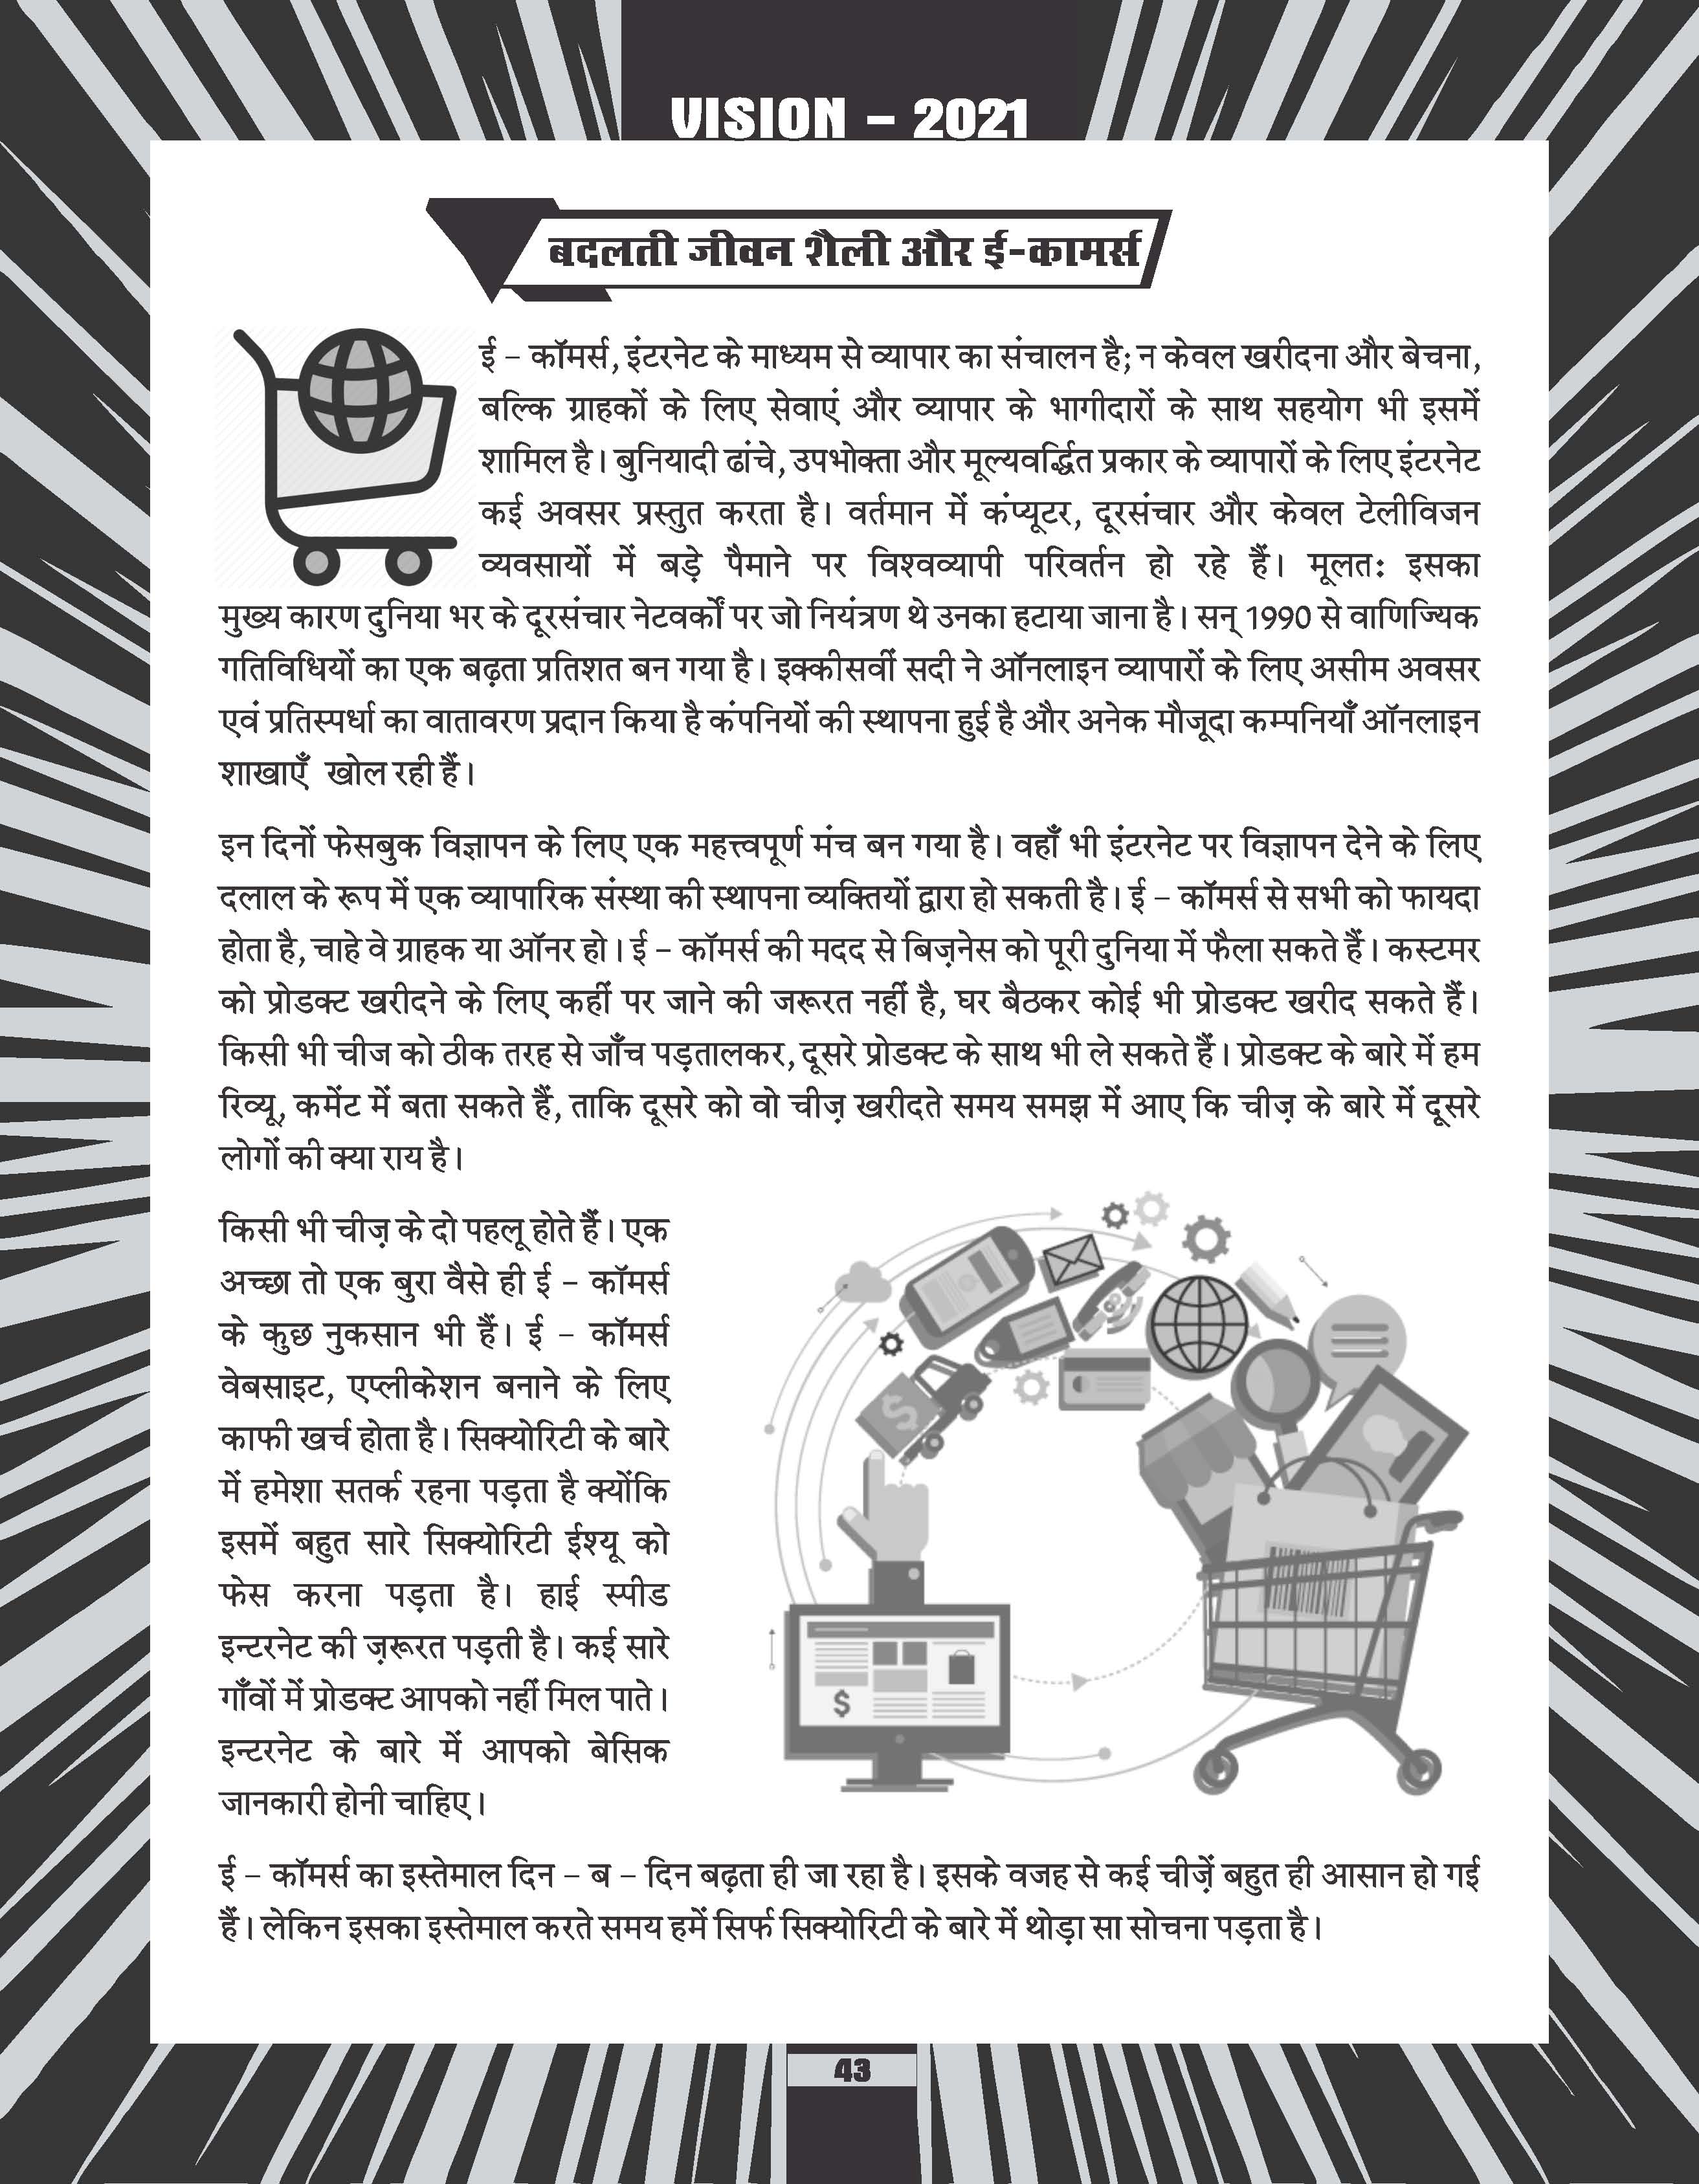 VISION – 2021
बदलती जीवन शैली और ई-कामर्स
ई – कॉमर्स, इंटरनेट के माध्यम से व्यापार का संचालन है; न केवल खरीदना और बेचना,
बल्कि ग्राहकों के लिए सेवाएं और व्यापार के भागीदारों के साथ सहयोग भी इसमें
शामिल है। बुनियादी ढांचे, उपभोक्ता और मूल्यवर्द्धित प्रकार के व्यापारों के लिए इंटरनेट
कई अवसर प्रस्तुत करता है। वर्तमान में कंप्यूटर, दूरसंचार और केवल टेलीविजन
व्यवसायों में बड़े पैमाने पर विश्वव्यापी परिवर्तन हो रहे हैं। मूलतः इसका
मुख्य कारण दुनिया भर के दूरसंचार नेटवर्कों पर जो नियंत्रण थे उनका हटाया जाना है। सन् 1990 से वाणिज्यिक
गतिविधियों का एक बढ़ता प्रतिशत बन गया है। इक्कीसवीं सदी ने ऑनलाइन व्यापारों के लिए असीम अवसर
एवं प्रतिस्पर्धा का वातावरण प्रदान किया है कंपनियों की स्थापना हुई है और अनेक मौजूदा कम्पनियाँ ऑनलाइन
शाखाएँ खोल रही हैं।
इन दिनों फेसबुक विज्ञापन के लिए एक महत्त्वपूर्ण मंच बन गया है। वहाँ भी इंटरनेट पर विज्ञापन देने के लिए
दलाल के रूप में एक व्यापारिक संस्था की स्थापना व्यक्तियों द्वारा हो सकती है। ई – कॉमर्स से सभी को फायदा
होता है, चाहे वे ग्राहक या ऑनर हो। ई – कॉमर्स की मदद से बिज़नेस को पूरी दुनिया में फैला सकते हैं। कस्टमर
को प्रोडक्ट खरीदने के लिए कहीं पर जाने की जरूरत नहीं है, घर बैठकर कोई भी प्रोडक्ट खरीद सकते हैं।
किसी भी चीज को ठीक तरह से जाँच पड़तालकर, दूसरे प्रोडक्ट के साथ भी ले सकते हैं। प्रोडक्ट के बारे में हम
रिव्यू, कमेंट में बता सकते हैं, ताकि दूसरे को वो चीज़ खरीदते समय समझ में आए कि चीज़ के बारे में दूसरे
लोगों की क्या राय है।
किसी भी चीज़ के दो पहलू होते हैं। एक
अच्छा तो एक बुरा वैसे ही ई – कॉमर्स
के कुछ नुकसान भी हैं। ई – कॉमर्स
वेबसाइट, एप्लीकेशन बनाने के लिए
काफी खर्च होता है। सिक्योरिटी के बारे
में हमेशा सतर्क रहना पड़ता है क्योंकि
इसमें बहुत सारे सिक्योरिटी ईश्यू को
फेस करना पड़ता है। हाई स्पीड
इन्टरनेट की ज़रूरत पड़ती है। कई सारे
गाँवों में प्रोडक्ट आपको नहीं मिल पाते।
इन्टरनेट के बारे में आपको बेसिक
जानकारी होनी चाहिए।
ई – कॉमर्स का इस्तेमाल दिन – ब – दिन बढ़ता ही जा रहा है। इसके वजह से कई चीज़ें बहुत ही आसान हो गई
हैं। लेकिन इसका इस्तेमाल करते समय हमें सिर्फ सिक्योरिटी के बारे में थोड़ा सा सोचना पड़ता है।
43